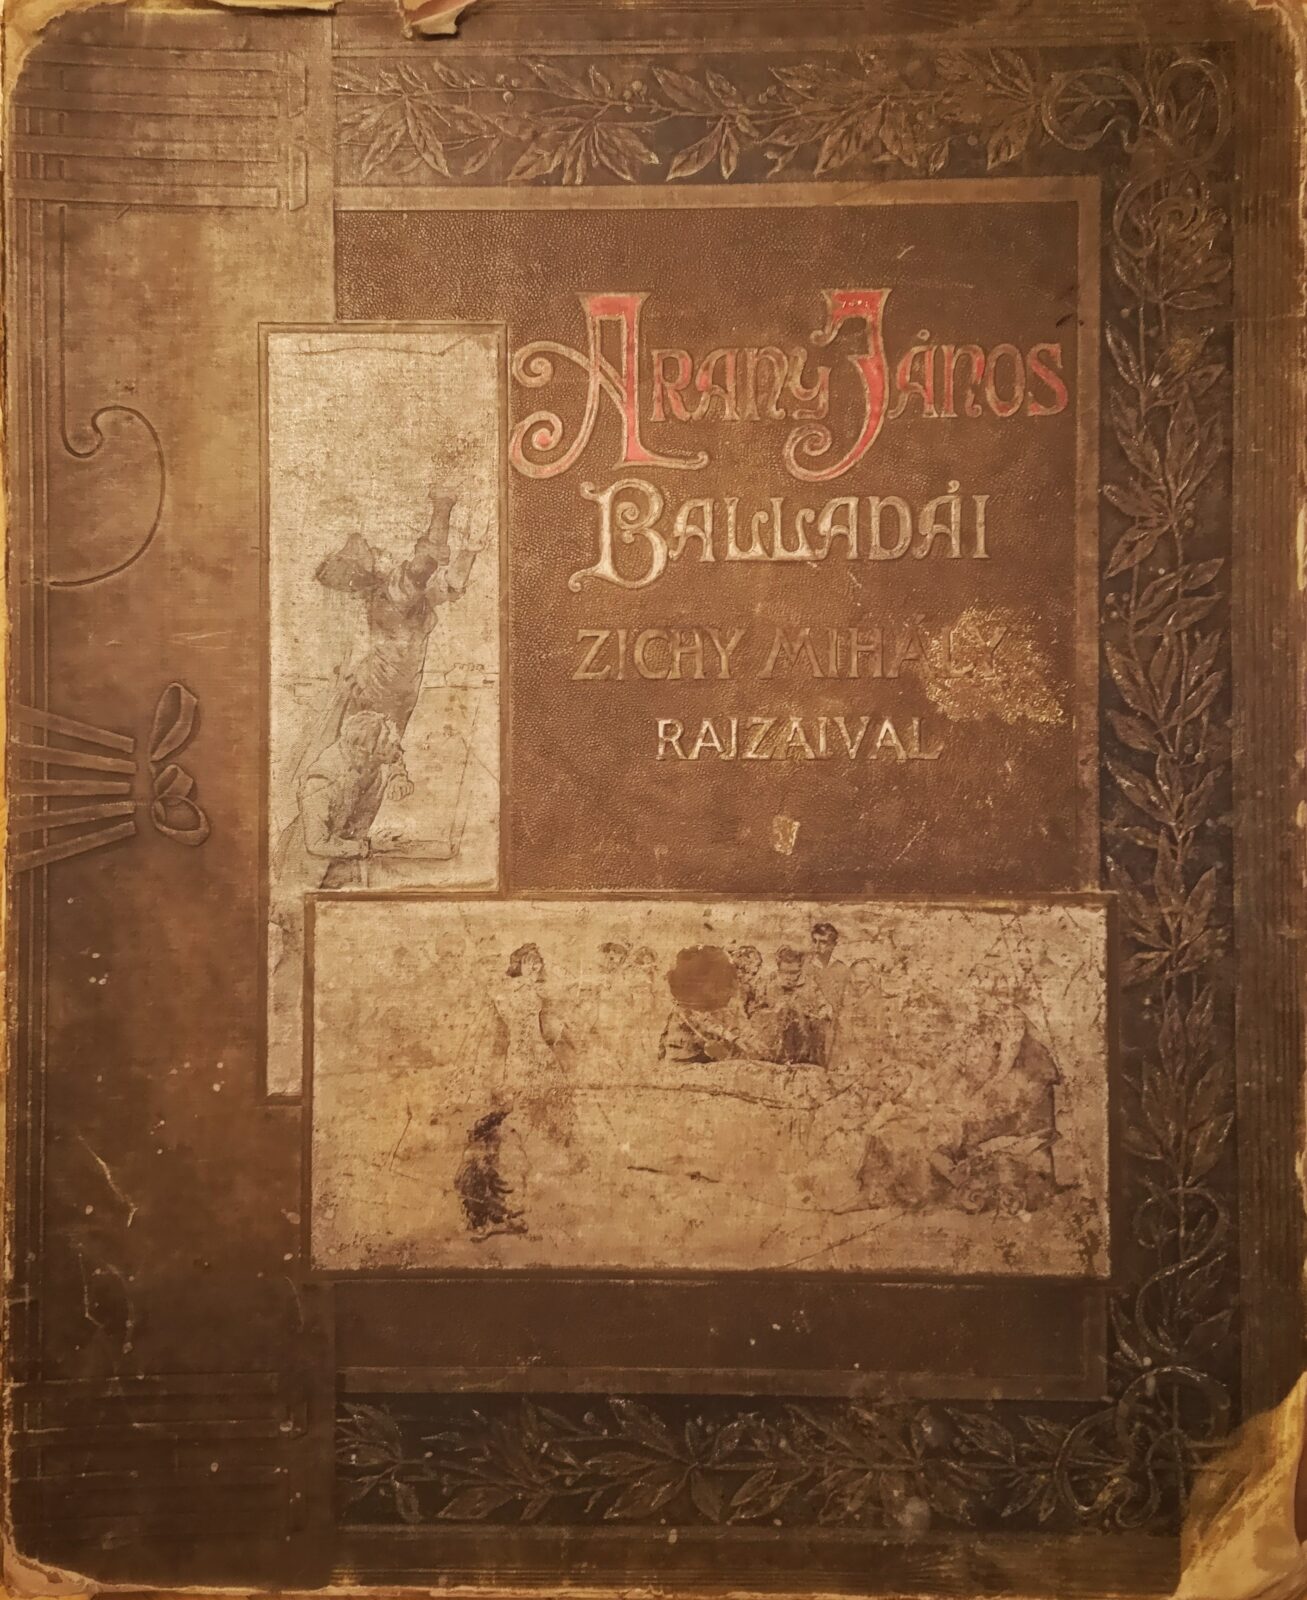 ARANY JÁNOS
BALLADÁI
ZICHY MIHÁLY
RAJZAIVAL